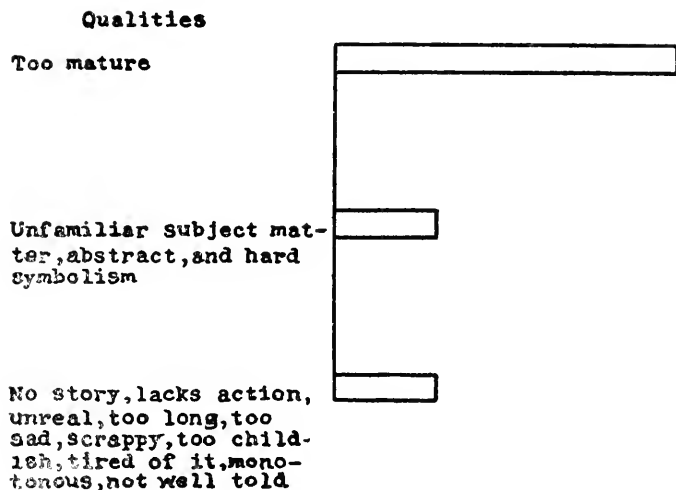 Qualities
Too mature
Unfamiliar subject mat-
ter,abstract,and hard
symbolism
No story,lacks action,
unreal,too long,too
sad,scrappy,too child-
ish,tired of it,mono-
tonous,not well told